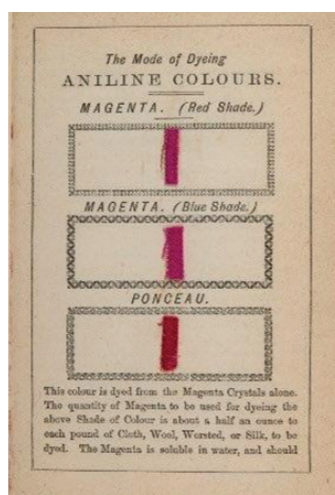 The Mode of Dyeing
ANILINE COLOURS.
MAGENTA. (Red Shade.)
MAGENTA. (Blue Shade.)
PONCEAU.
This colour is dyed from the Magenta Crystals alone.
The quantity of Magenta to be used for dyeing the
above Shade of Colour is about a half an ounce to
each pound of Cloth, Wool, Worsted, or Silk, to be
dyed. The Magenta is soluble in water, and should